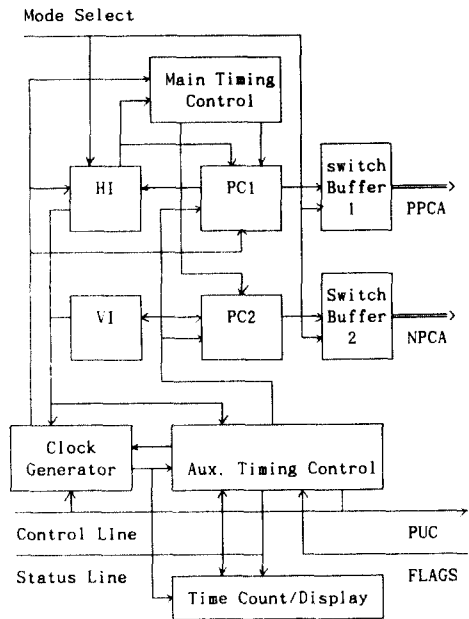 Mode Select
Main Timing
Control
HI
PC1
switch
Buffer
1
PPCA
VI
PC2
Switch
Buffer
2
NPCA
Clock
Generator
Aux. Timing Control
Control Line
PUC
Status Line
FLAGS
Time Count/Display